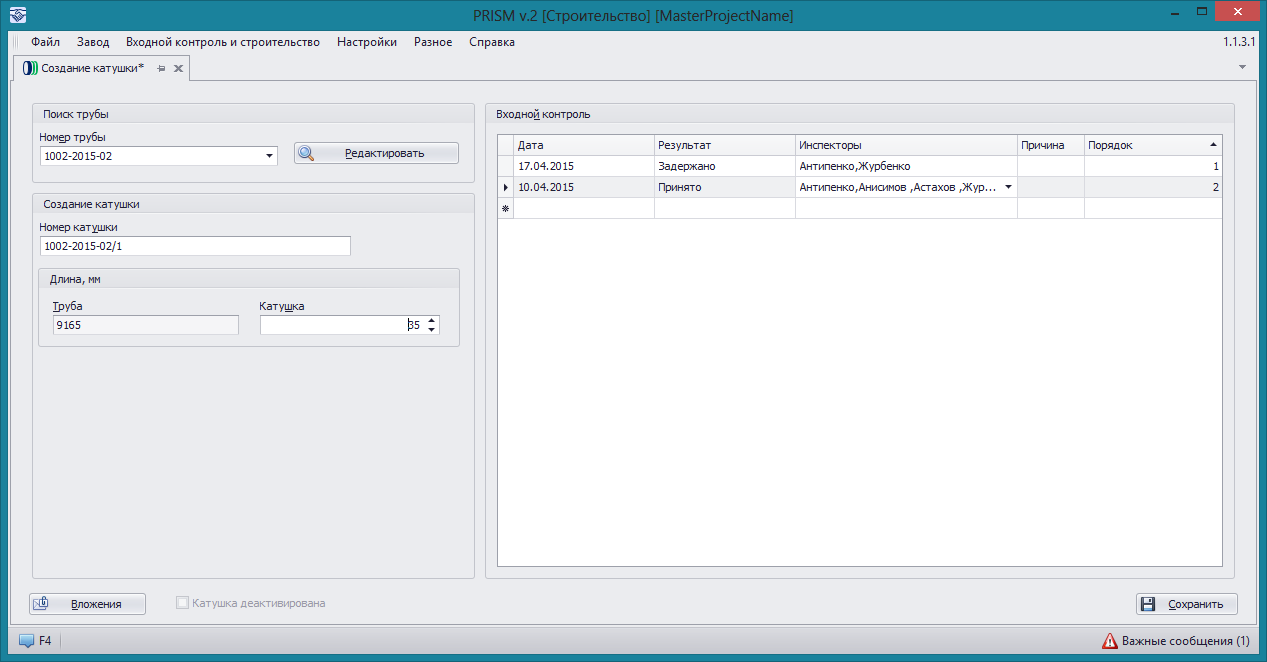 PRISM v.2 [Строительство] [MasterProjectName]
Файл Завод Входной контроль и строительство Настройки Разное Справка 1.1.3.1
Создание катушки*
Поиск трубы
Номер трубы
1002-2015-02 Редактировать
Создание катушки
Номер катушки
1002-2015-02/1
Длина, мм
Труба Катушка
9165 35
Входной контроль
Дата Результат Инспекторы Причина Порядок
17.04.2015 Задержано Антипенко,Журбенко 1
10.04.2015 Принято Антипенко,Анисимов ,Астахов ,Жур... 2
Вложения Катушка деактивирована Сохранить
F4 Важные сообщения (1)